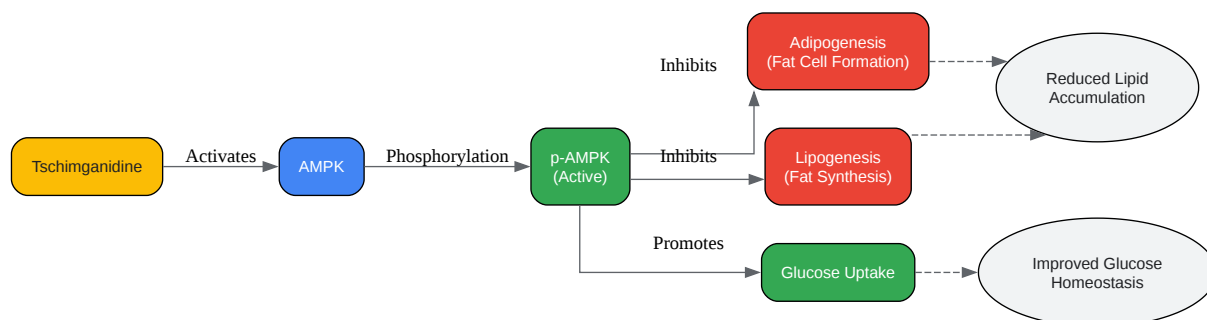 Tschimganidine
Activates
AMPK
Phosphorylation
p-AMPK
(Active)
Inhibits
Adipogenesis
(Fat Cell Formation)
Inhibits
Lipogenesis
(Fat Synthesis)
Reduced Lipid
Accumulation
Promotes
Glucose Uptake
Improved Glucose
Homeostasis